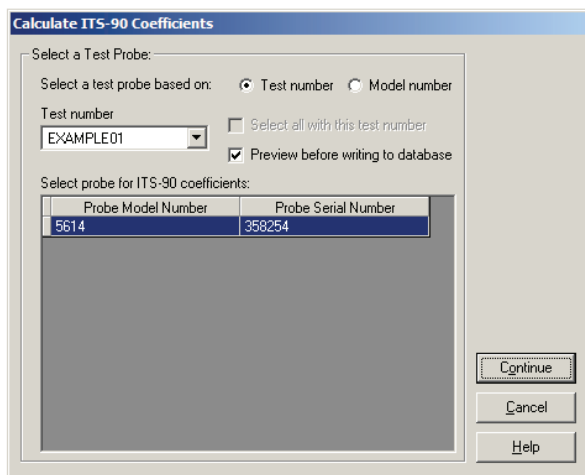 Calculate ITS-90 Coefficients
Select a Test Probe:
Select a test probe based on: Test number Model number
Test number
EXAMPLE01
Select all with this test number
Preview before writing to database
Select probe for ITS-90 coefficients:
Probe Model Number Probe Serial Number
5614 358254
Continue
Cancel
Help